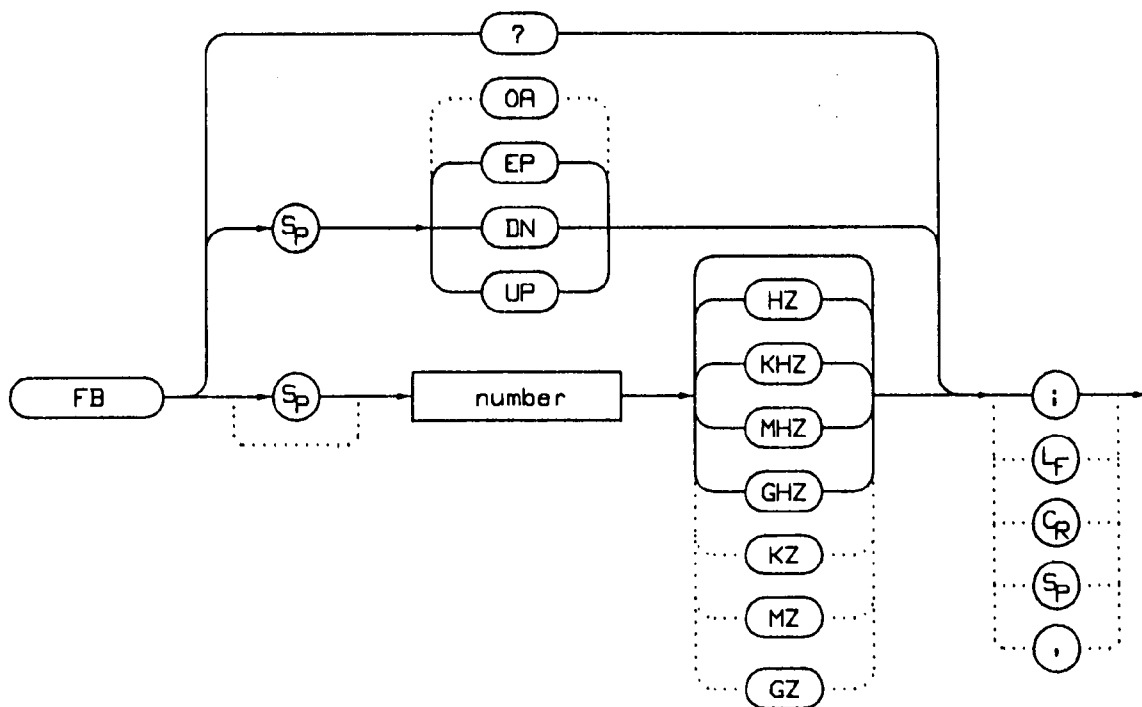 ?
OA
EP
SP
DN
UP
HZ
KHZ
FB
SP
number
;
MHZ
LF
GHZ
CR
KZ
SP
MZ
,
GZ